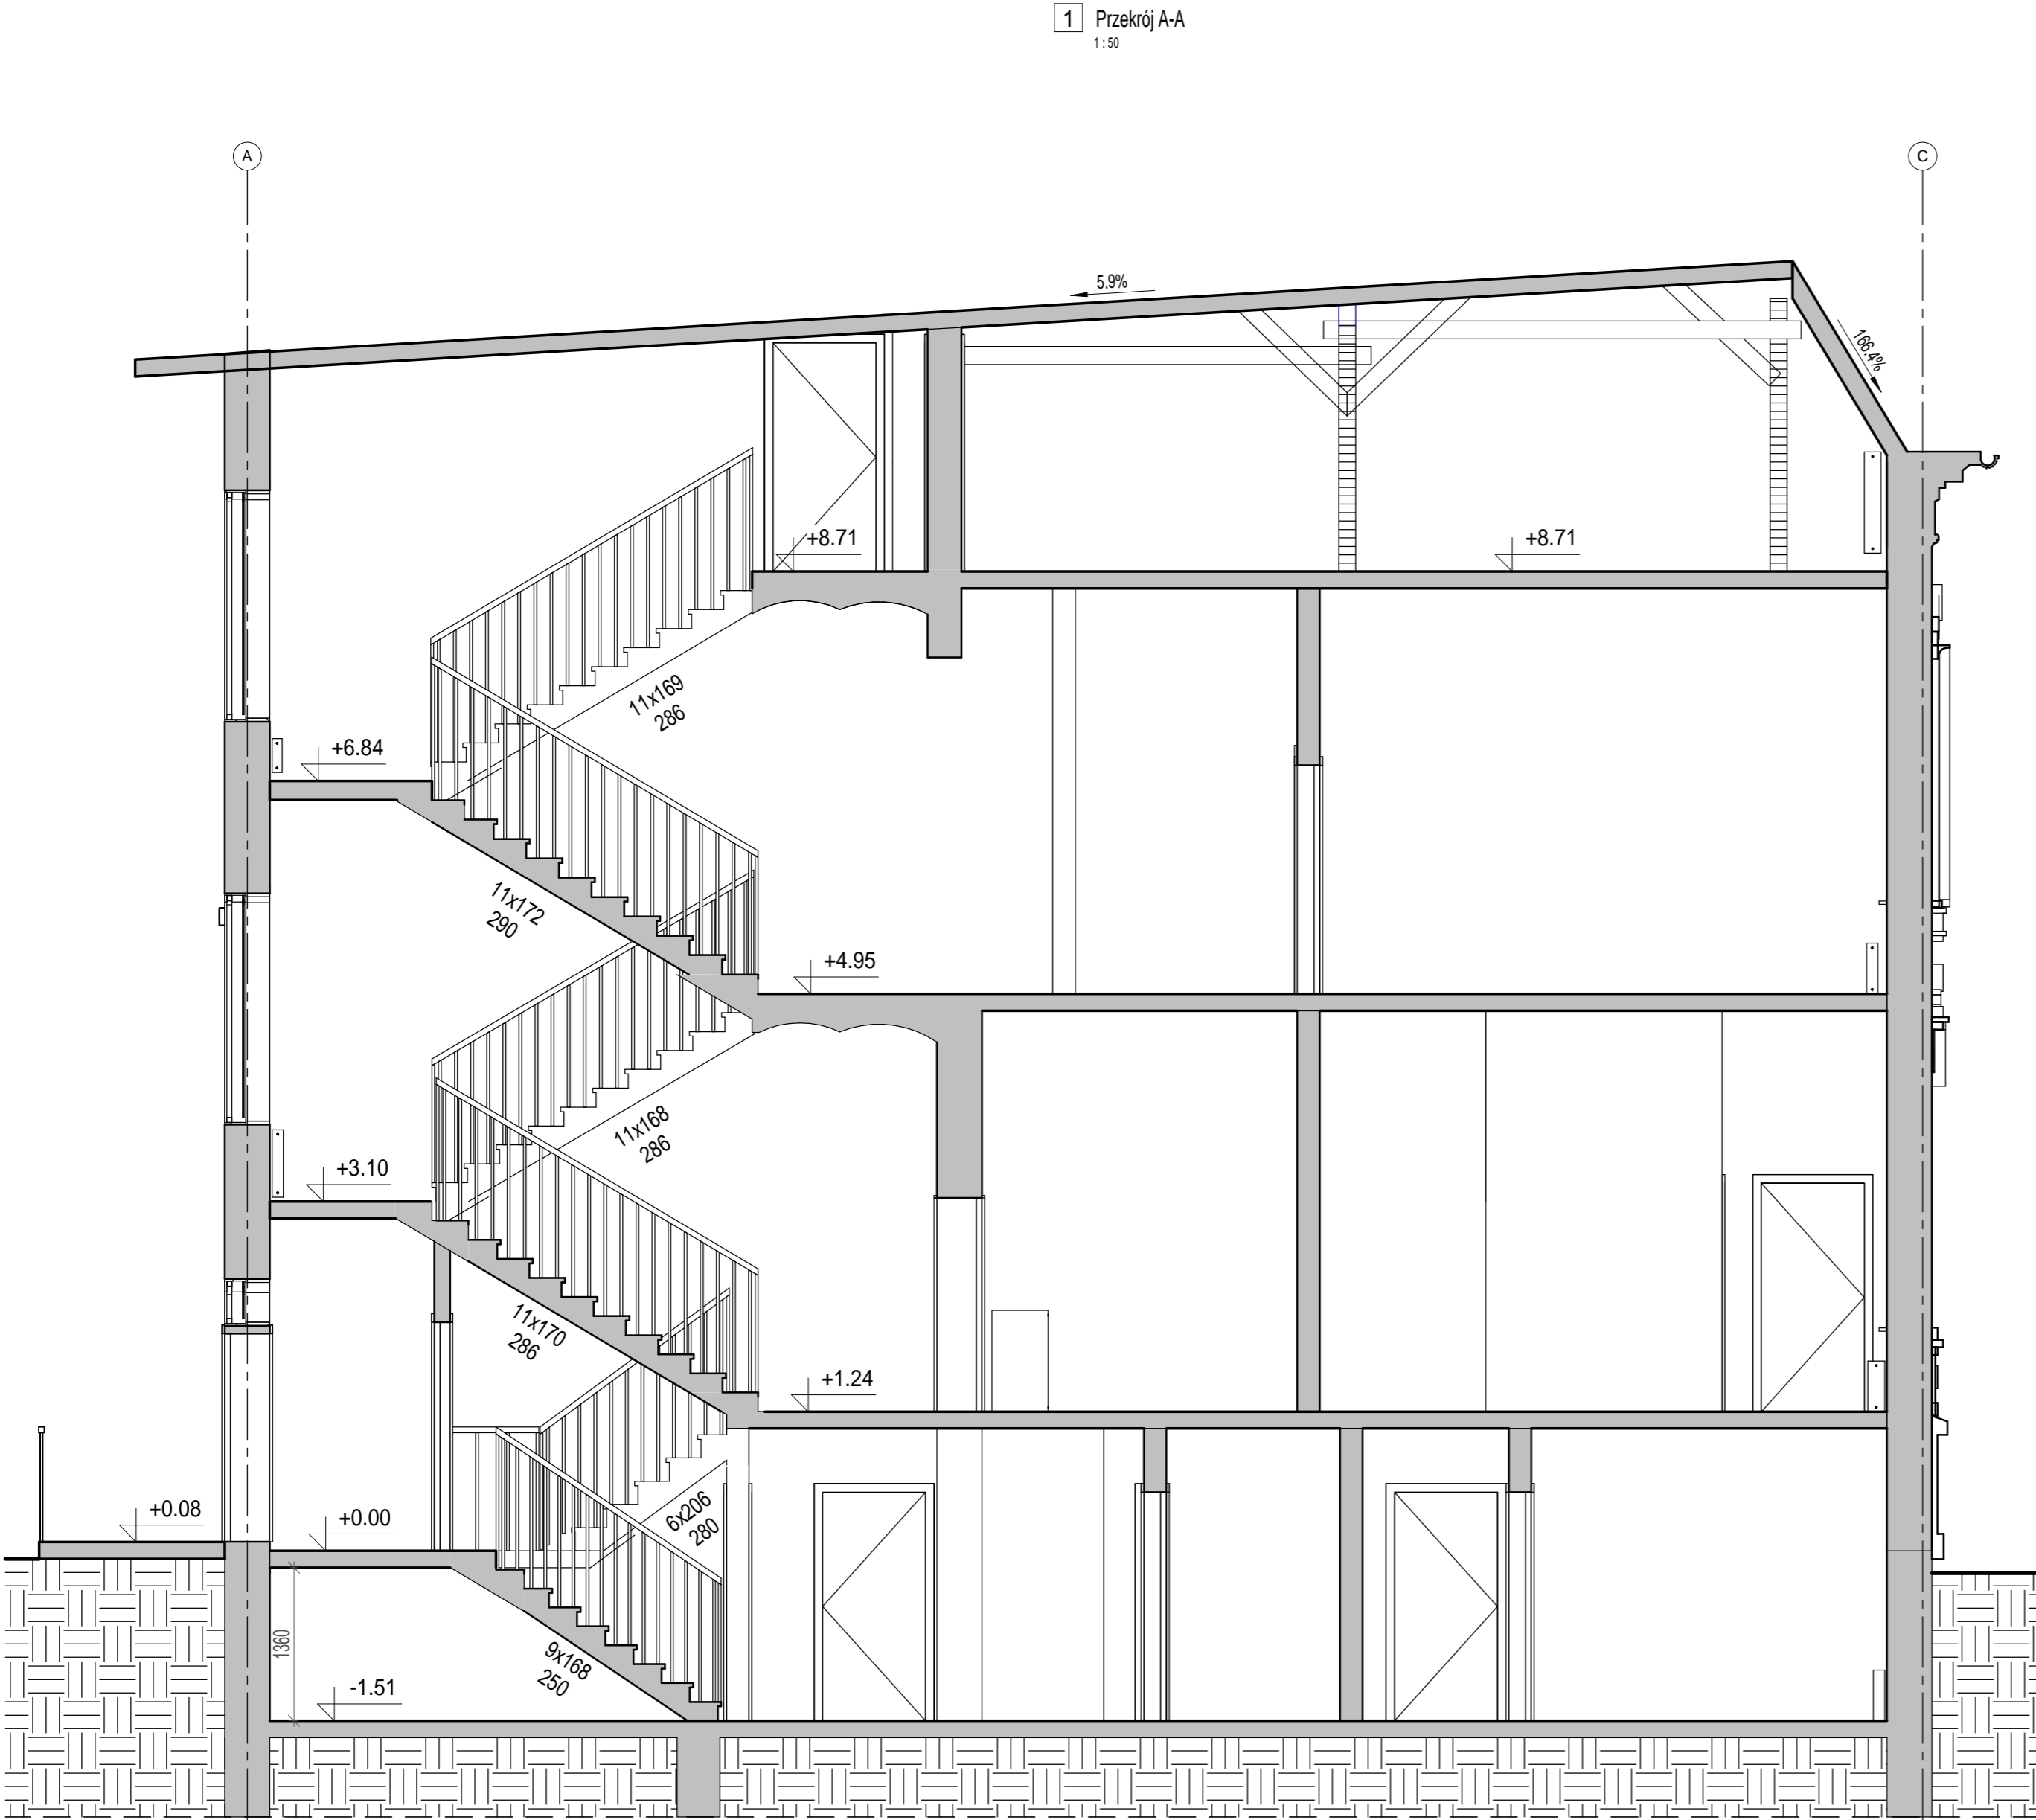 1 Przekrój A-A
1 : 50
A
C
5.9%
166.4%
+8.71
+8.71
11x169
286
+6.84
11x172
290
+4.95
11x168
286
+3.10
11x170
286
+1.24
6x206
280
+0.08
+0.00
1360
9x168
250
-1.51